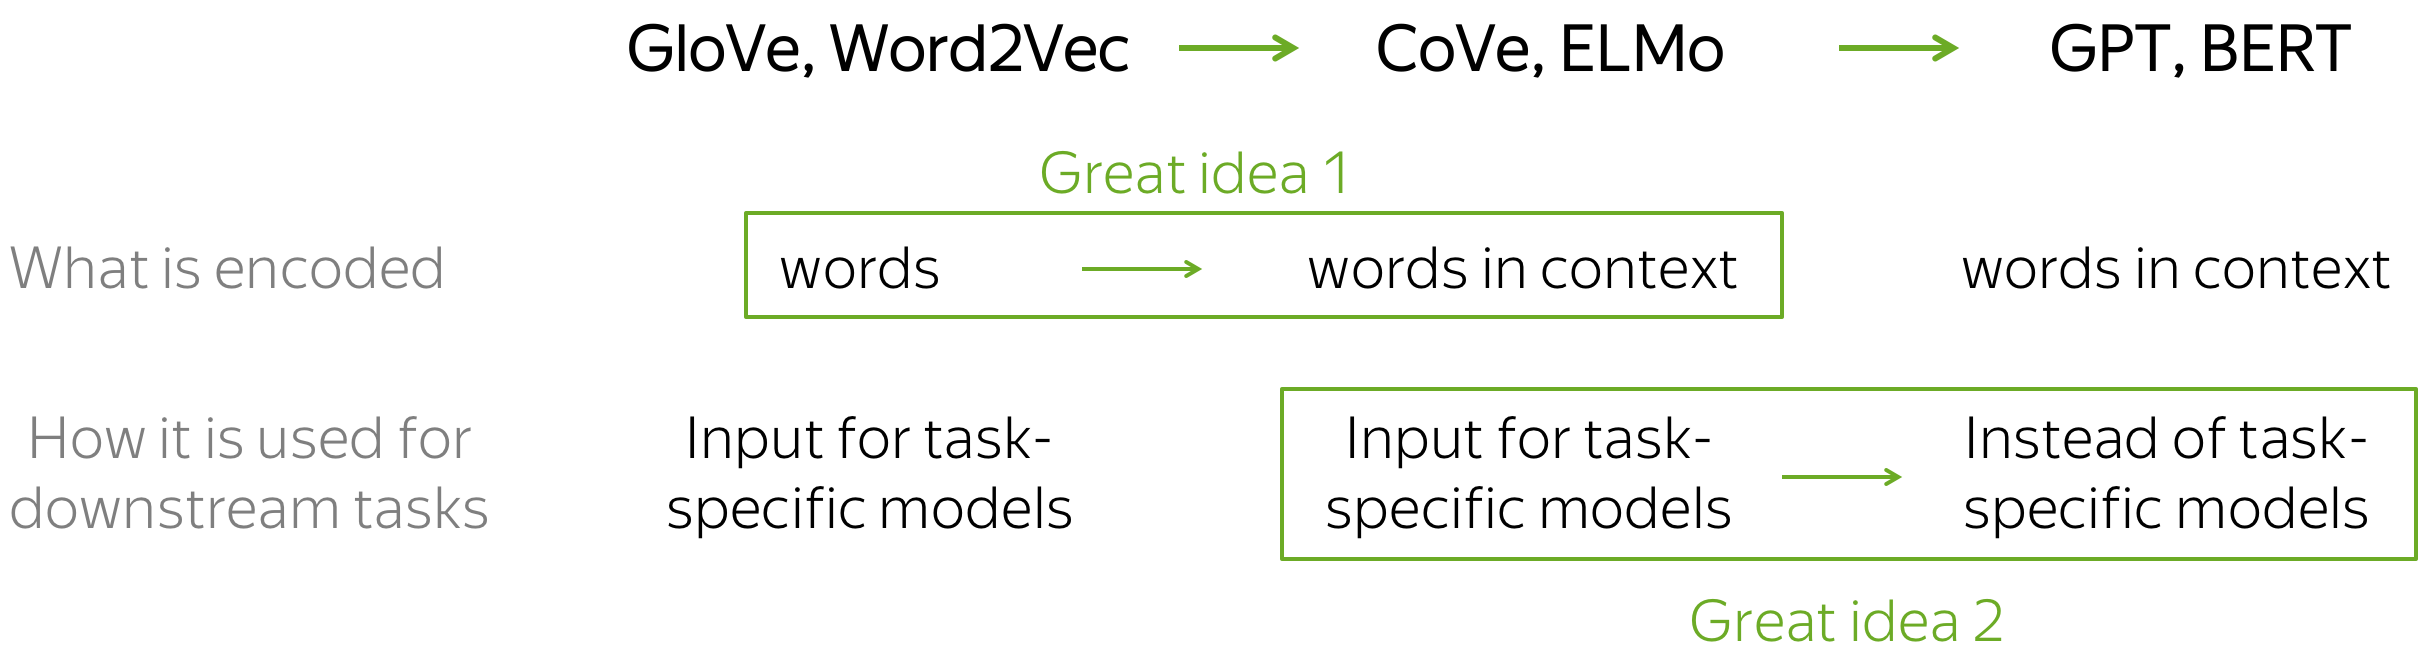 GloVe, Word2Vec → CoVe, ELMo → GPT, BERT
Great idea 1
What is encoded words → words in context words in context
How it is used for downstream tasks
Input for task-
specific models
Input for task-
specific models
→
Instead of task-
specific models
Great idea 2